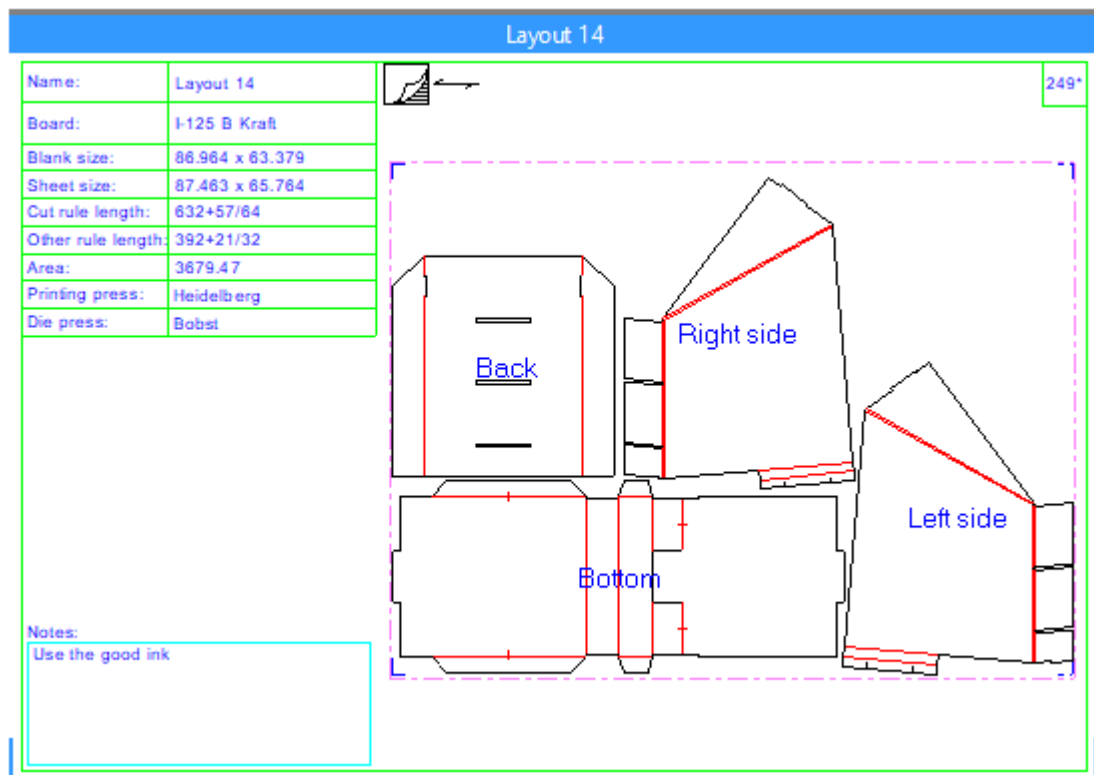 Layout 14
Name: Layout 14
249*
Board: I-125 B Kraft
Blank size: 86.964 x 63.379
Sheet size: 87.463 x 65.764
Cut rule length: 632+57/64
Other rule length: 392+21/32
Area: 3679.47
Printing press: Heidelberg
Die press: Bobst
Right side
Back
Left side
Bottom
Notes:
Use the good ink